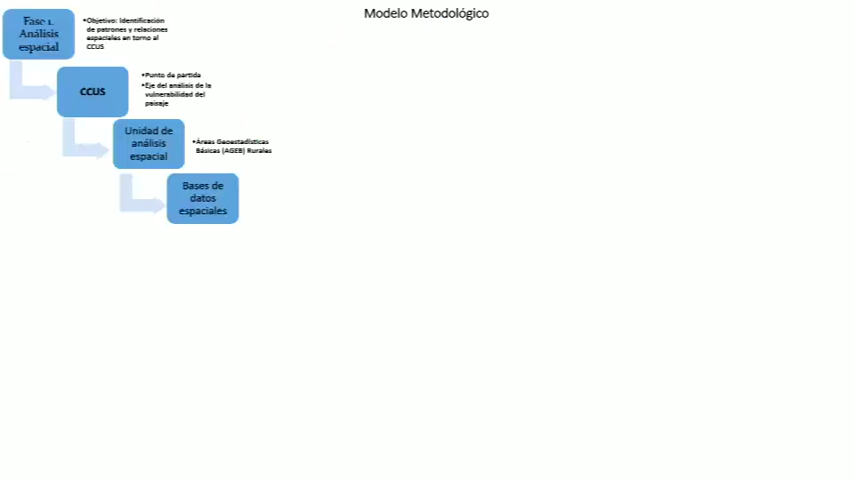 Modelo Metodológico
Fase 1.
Análisis
espacial
•Objetivo: Identificación
de patrones y relaciones
espaciales en torno al
CCUS
CCUS
•Punto de partida
•Eje del análisis de la
vulnerabilidad del
paisaje
Unidad de
análisis
espacial
•Áreas Geoestadísticas
Básicas (AGEB) Rurales
Bases de
datos
espaciales